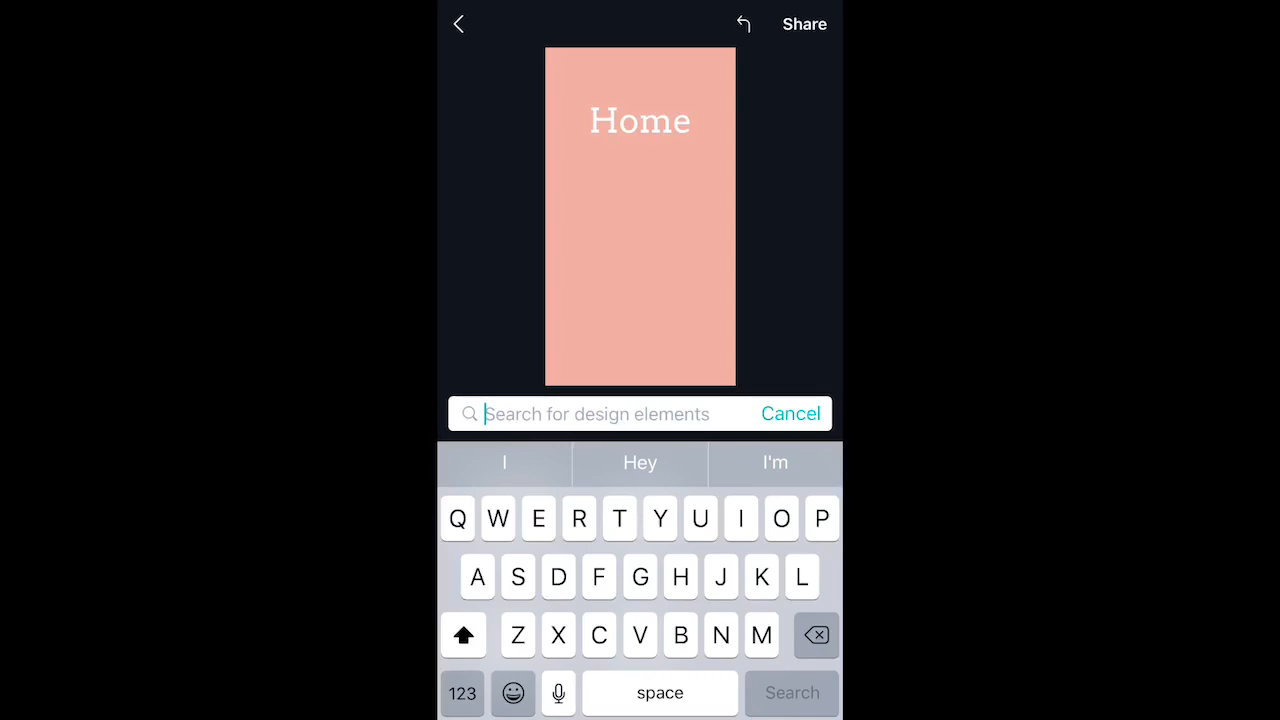 Share
Home
Search for design elements Cancel
I Hey I'm
Q W E R T Y U I O P
A S D F G H J K L
Z X C V B N M
123 space Search